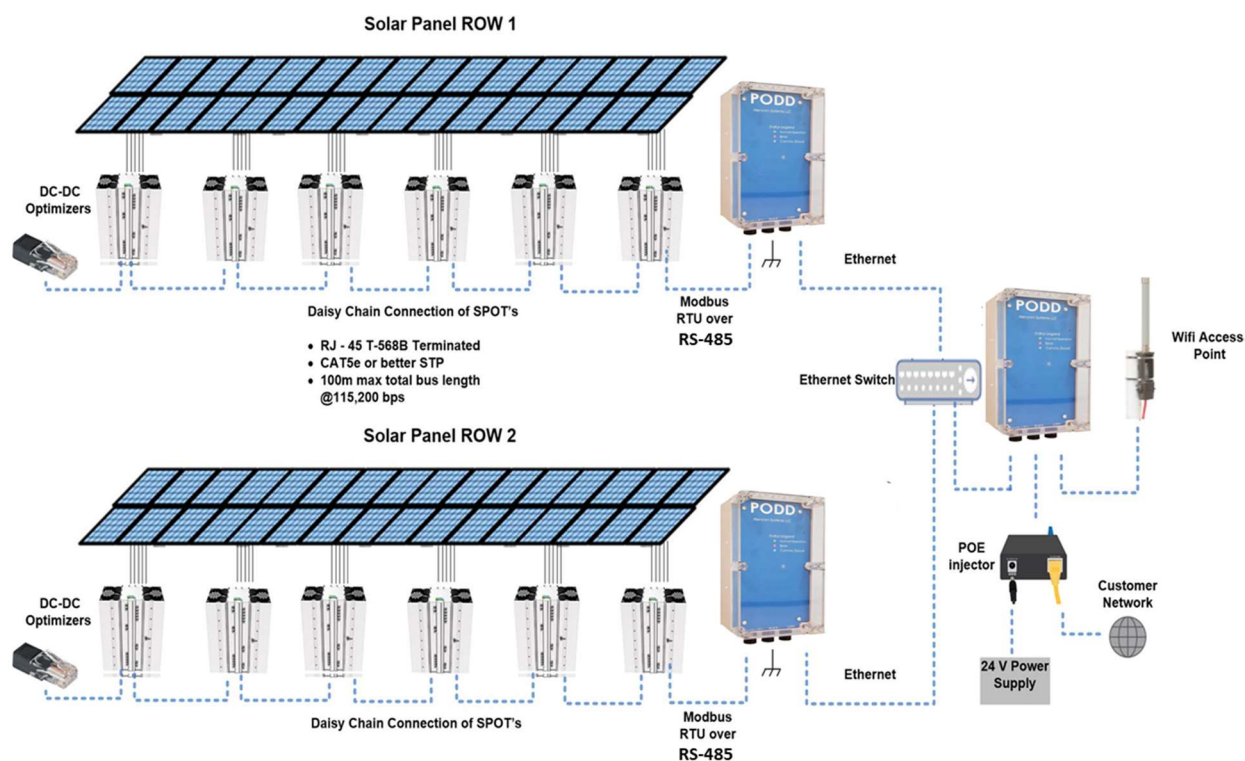 Solar Panel ROW 1
PODD
DC-DC
Optimizers
Ethernet
Daisy Chain Connection of SPOT's
Modbus
RTU over
RS-485
• RJ - 45 T-568B Terminated
• CAT5e or better STP
• 100m max total bus length
@115,200 bps
PODD
Wifi Access
Point
Ethernet Switch
Solar Panel ROW 2
PODD
DC-DC
Optimizers
POE
injector
Customer
Network
Ethernet
24 V Power
Supply
Daisy Chain Connection of SPOT's
Modbus
RTU over
RS-485